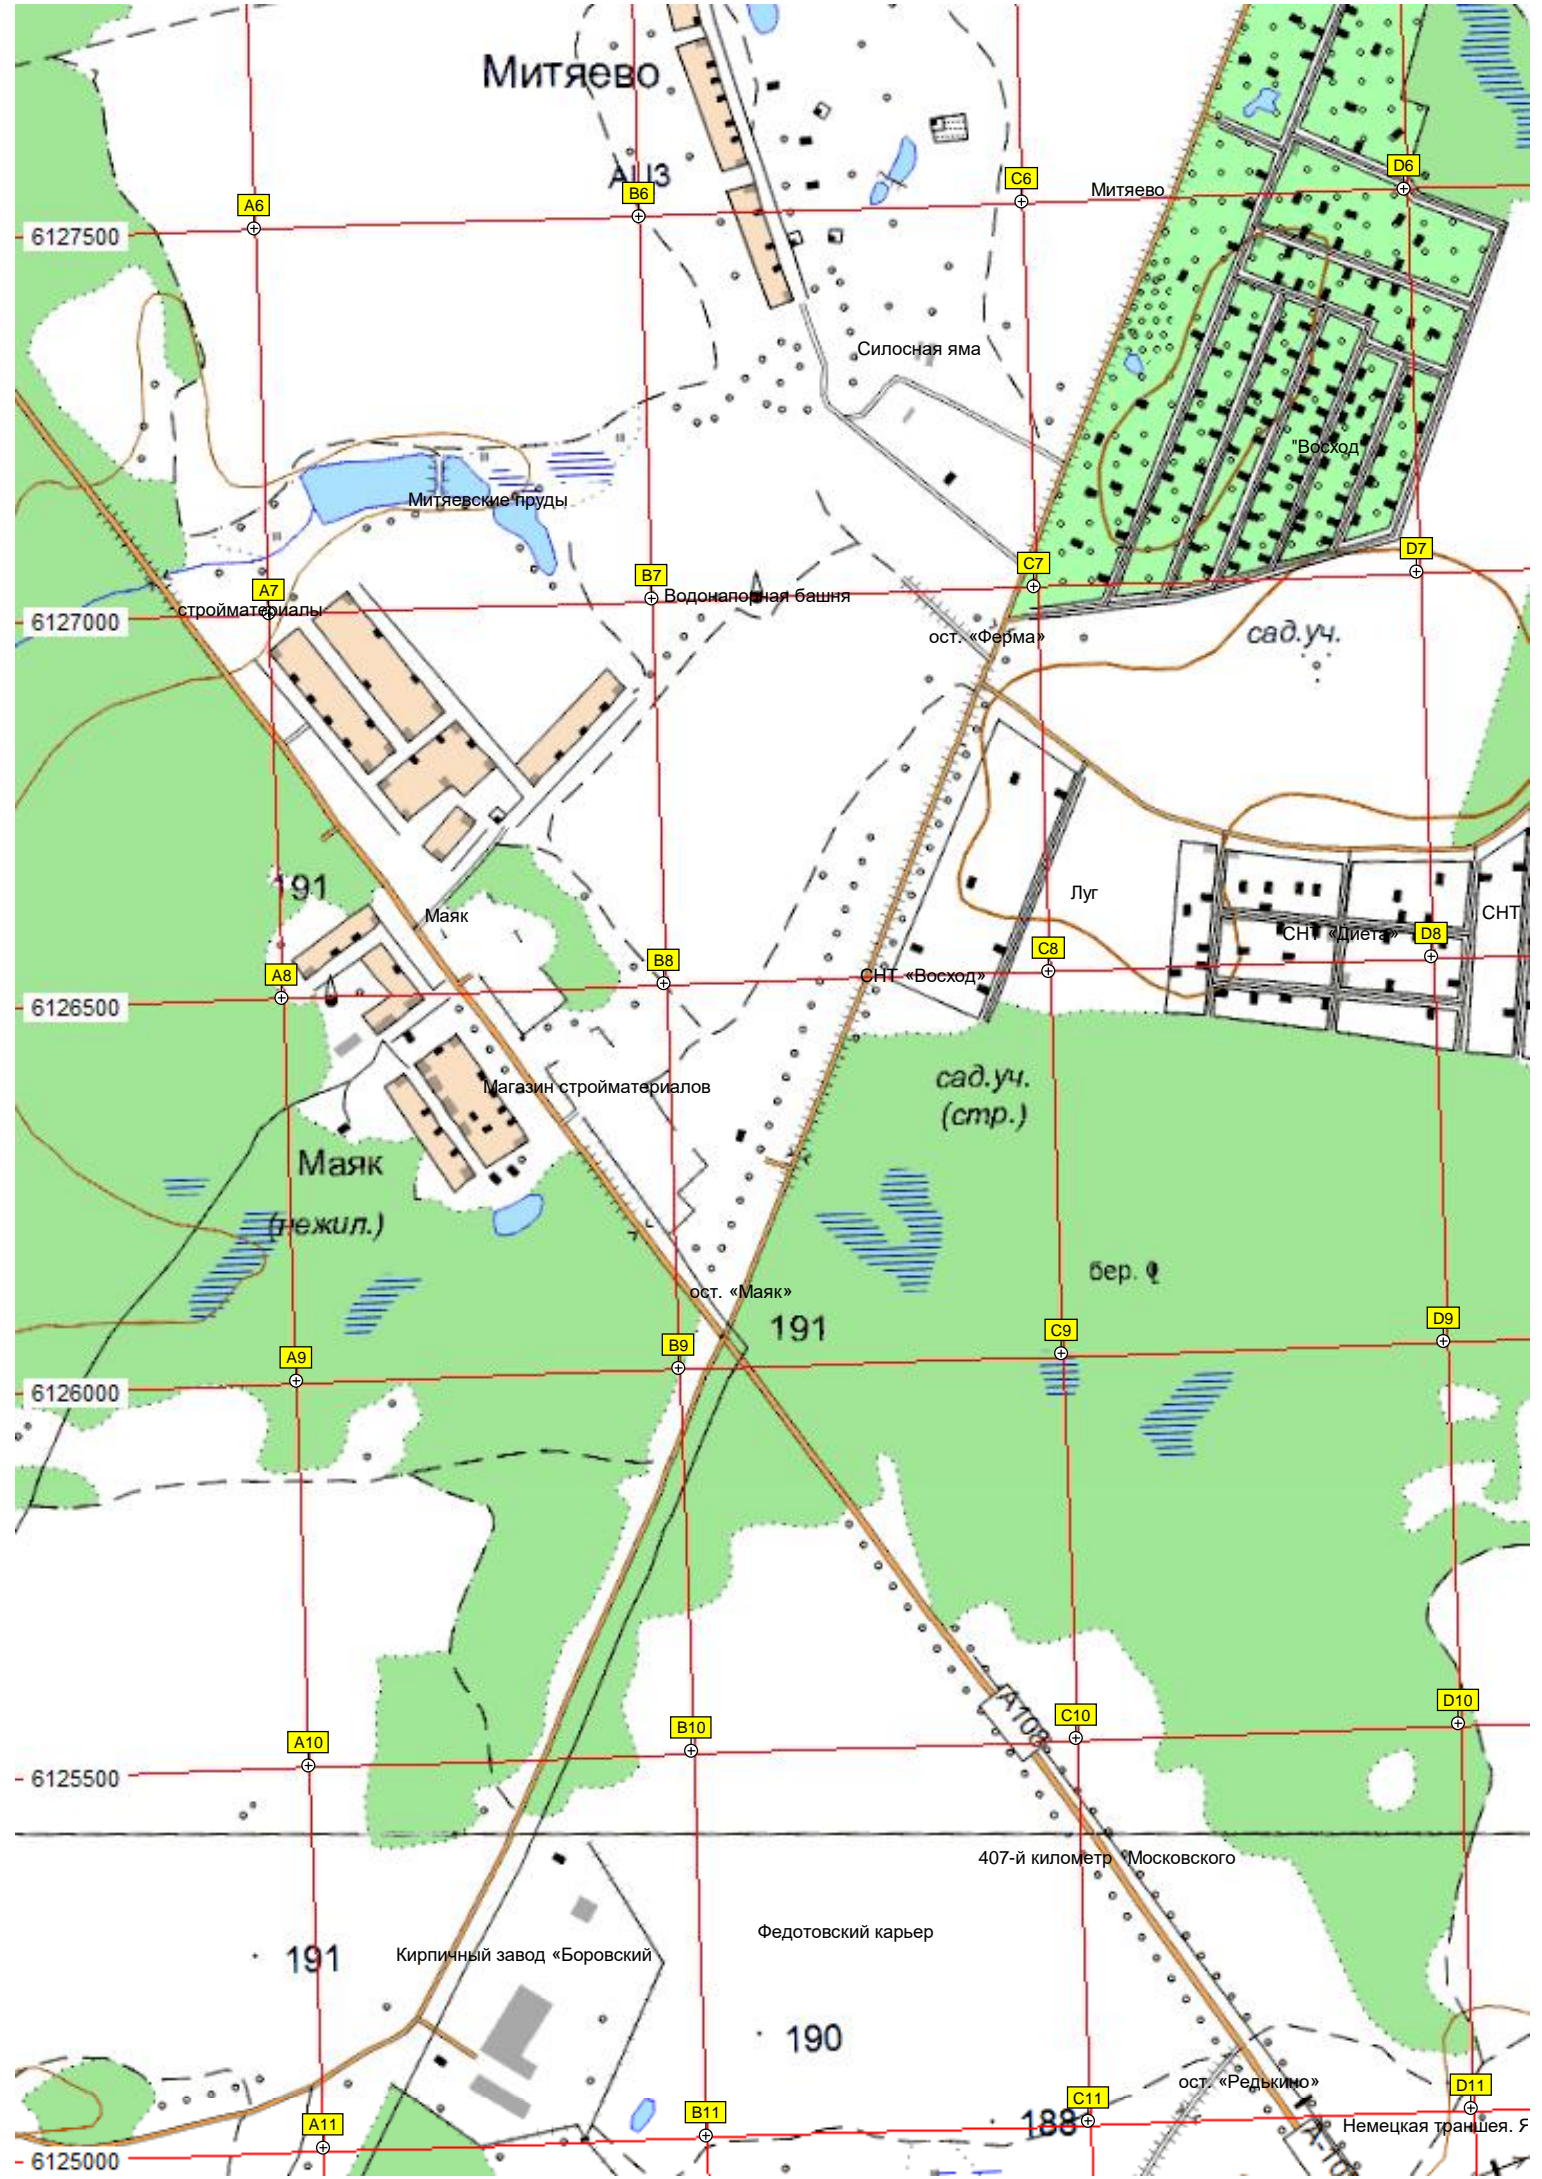 Митяево
АЦЗ
D6
C6
Митяево
B6
A6
6127500
Силосная яма
"Восход
Митяевские пруды
D7
C7
B7
Водонапорная башня
A7
стройматериалы
6127000
ост. «Ферма»
сад.уч.
191
Луг
Маяк
СНТ
СНТ «Диета»
D8
C8
B8
СНТ «Восход»
A8
6126500
сад.уч.
(стр.)
Магазин стройматериалов
Маяк
(нежил.)
бер.
ост. «Маяк»
191
D9
C9
B9
A9
6126000
А108
D10
C10
B10
A10
6125500
407-й километр Московского
Федотовский карьер
191
Кирпичный завод «Боровский
190
ост. «Редькино»
D11
C11
188
Немецкая траншея. Я
B11
A11
А-10
6125000